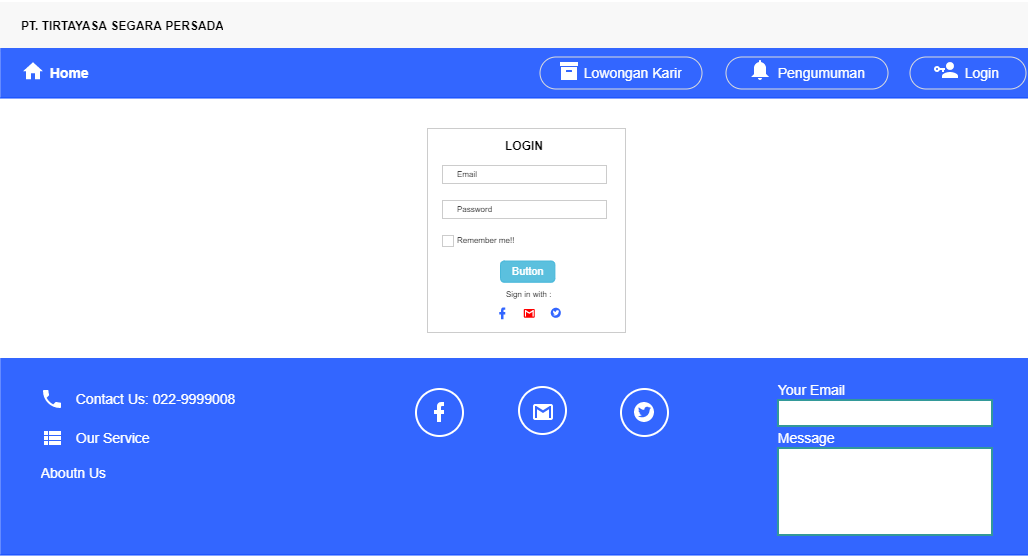 PT. TIRTAYASA SEGARA PERSADA
Home
Lowongan Karir
Pengumuman
Login
LOGIN
Email
Password
Remember me!!
Button
Sign in with :
Contact Us: 022-9999008
Our Service
Aboutn Us
Your Email
Message